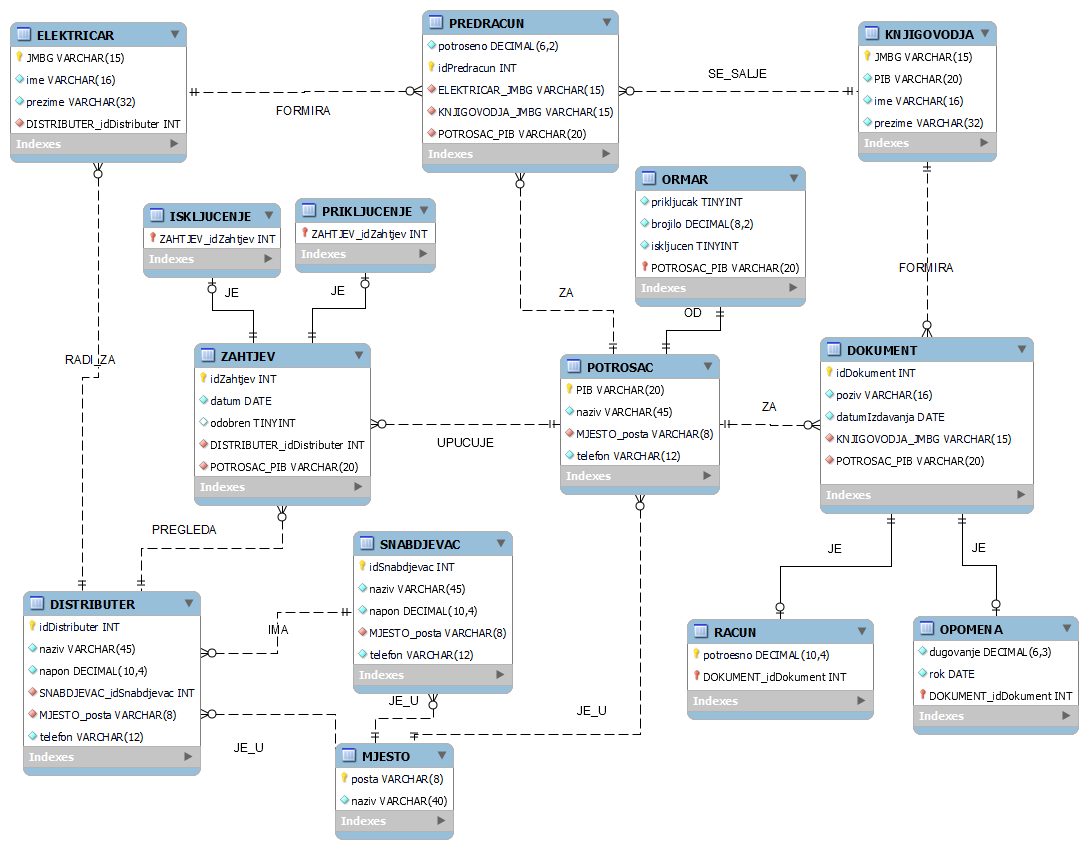 ELEKTRICAR
JMBG VARCHAR(15)
ime VARCHAR(16)
prezime VARCHAR(32)
DISTRIBUTER_idDistributer INT
Indexes
FORMIRA
PREDRACUN
potroseno DECIMAL(6,2)
idPredracun INT
ELEKTRICAR_JMBG VARCHAR(15)
KNJIGOVODJA_JMBG VARCHAR(15)
POTROSAC_PIB VARCHAR(20)
Indexes
SE_SALJE
KNJIGOVODJA
JMBG VARCHAR(15)
PIB VARCHAR(20)
ime VARCHAR(16)
prezime VARCHAR(32)
Indexes
ISKLJUCENJE
ZAHTJEV_idZahtjev INT
Indexes
PRIKLJUCENJE
ZAHTJEV_idZahtjev INT
Indexes
ORMAR
prikljucak TINYINT
brojilo DECIMAL(8,2)
iskljucen TINYINT
POTROSAC_PIB VARCHAR(20)
Indexes
JE
JE
ZA
OD
FORMIRA
RADI_ZA
ZAHTJEV
idZahtjev INT
datum DATE
odobren TINYINT
DISTRIBUTER_idDistributer INT
POTROSAC_PIB VARCHAR(20)
Indexes
UPUCUJE
POTROSAC
PIB VARCHAR(20)
naziv VARCHAR(45)
MJESTO_posta VARCHAR(8)
telefon VARCHAR(12)
Indexes
ZA
DOKUMENT
idDokument INT
poziv VARCHAR(16)
datumIzdavanja DATE
KNJIGOVODJA_JMBG VARCHAR(15)
POTROSAC_PIB VARCHAR(20)
Indexes
PREGLEDA
JE
JE
DISTRIBUTER
idDistributer INT
naziv VARCHAR(45)
napon DECIMAL(10,4)
SNABDJEVAC_idSnabdjevac INT
MJESTO_posta VARCHAR(8)
telefon VARCHAR(12)
Indexes
IMA
SNABDJEVAC
idSnabdjevac INT
naziv VARCHAR(45)
napon DECIMAL(10,4)
MJESTO_posta VARCHAR(8)
telefon VARCHAR(12)
Indexes
RACUN
potroesno DECIMAL(10,4)
DOKUMENT_idDokument INT
Indexes
OPOMENA
dugovanje DECIMAL(6,3)
rok DATE
DOKUMENT_idDokument INT
Indexes
JE_U
JE_U
JE_U
MJESTO
posta VARCHAR(8)
naziv VARCHAR(40)
Indexes